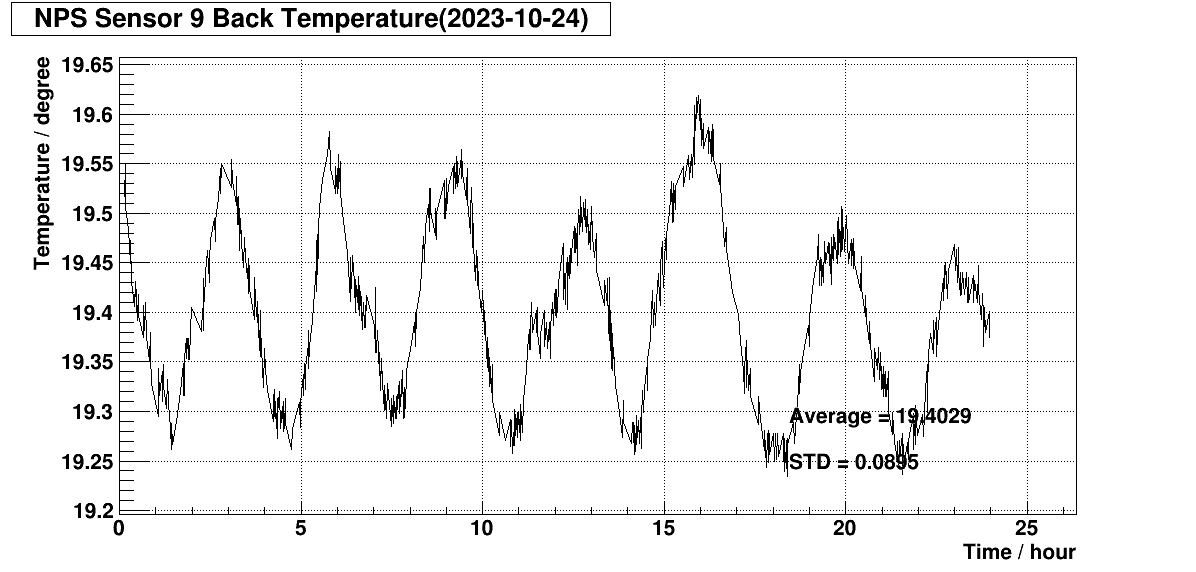 NPS Sensor 9 Back Temperature(2023-10-24)
Temperature / degree
19.65
19.6
19.55
19.5
19.45
19.4
19.35
19.3
19.25
19.2
Average = 19.4029
STD = 0.0895
0 5 10 15 20 25
Time / hour